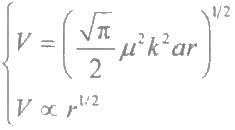 V = (√π/2 μ²k²ar)^{1/2}
V ∝ r^{1/2}